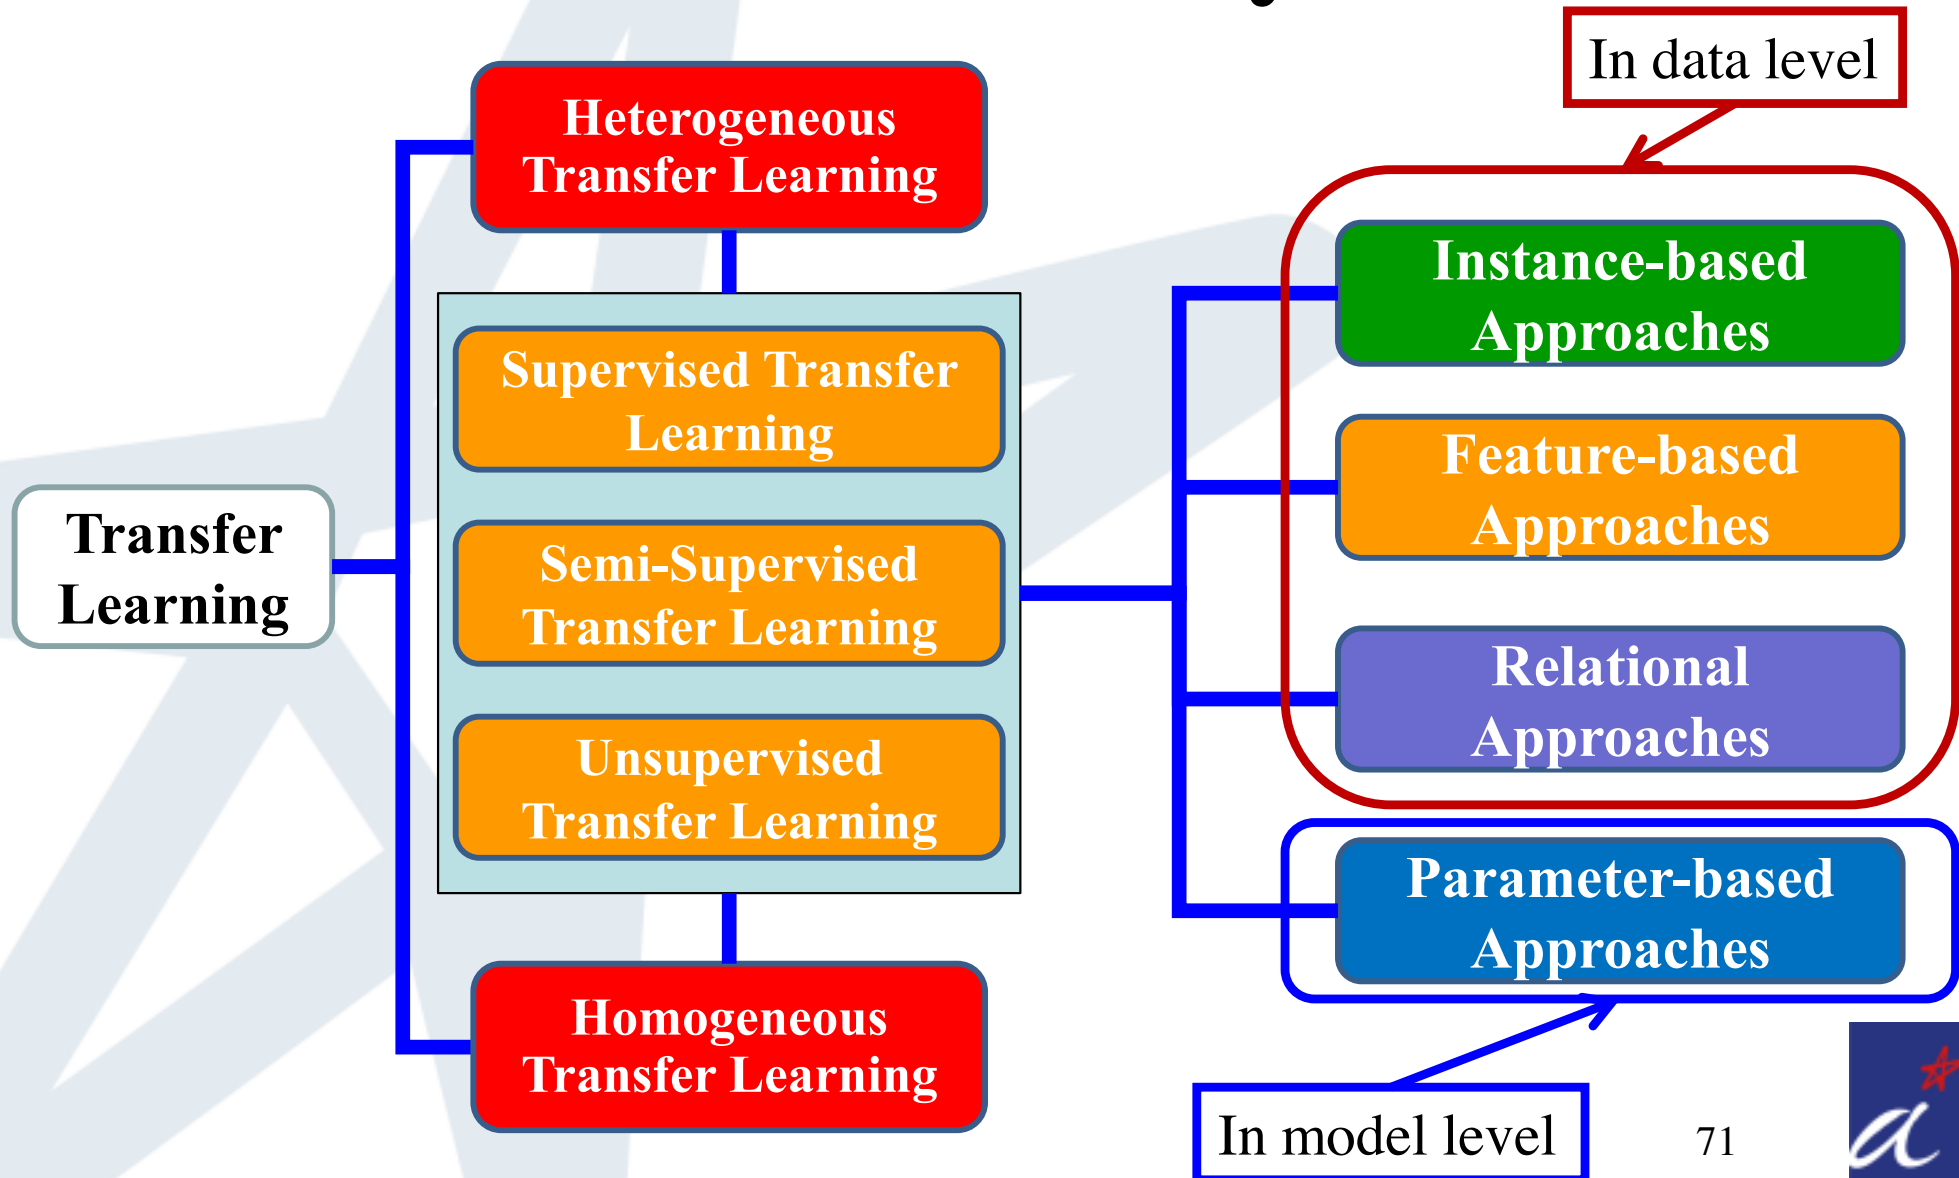 In data level
Heterogeneous
Transfer Learning
Instance-based
Approaches
Supervised Transfer
Learning
Feature-based
Approaches
Transfer
Learning
Semi-Supervised
Transfer Learning
Relational
Approaches
Unsupervised
Transfer Learning
Parameter-based
Approaches
Homogeneous
Transfer Learning
In model level
71
a